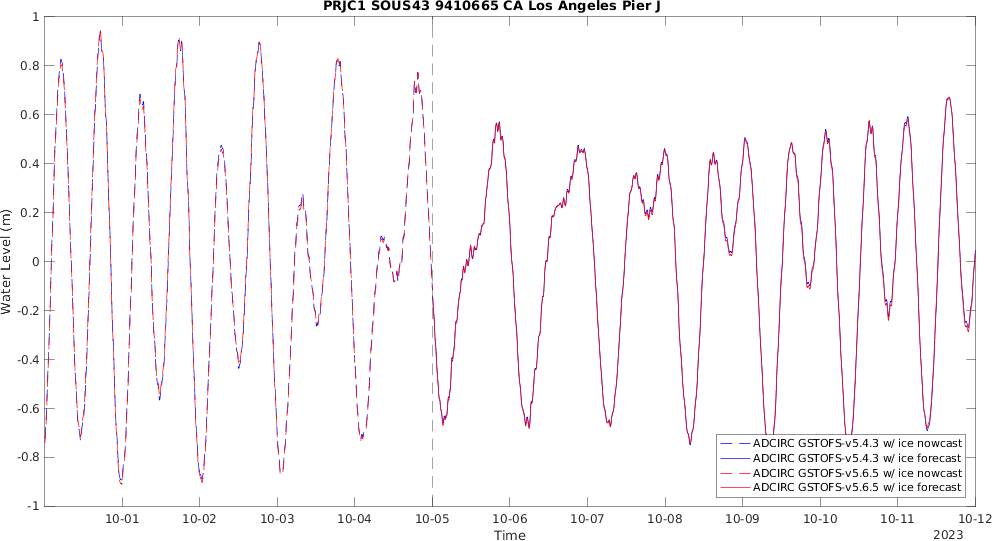 PRJC1 SOUS43 9410665 CA Los Angeles Pier J
Water Level (m)
1
0.8
0.6
0.4
0.2
0
-0.2
-0.4
-0.6
-0.8
-1
10-01 10-02 10-03 10-04 10-05 10-06 10-07 10-08 10-09 10-10 10-11 10-12
Time
2023
ADCIRC GSTOFS-v5.4.3 w/ ice nowcast
ADCIRC GSTOFS-v5.4.3 w/ ice forecast
ADCIRC GSTOFS-v5.6.5 w/ ice nowcast
ADCIRC GSTOFS-v5.6.5 w/ ice forecast